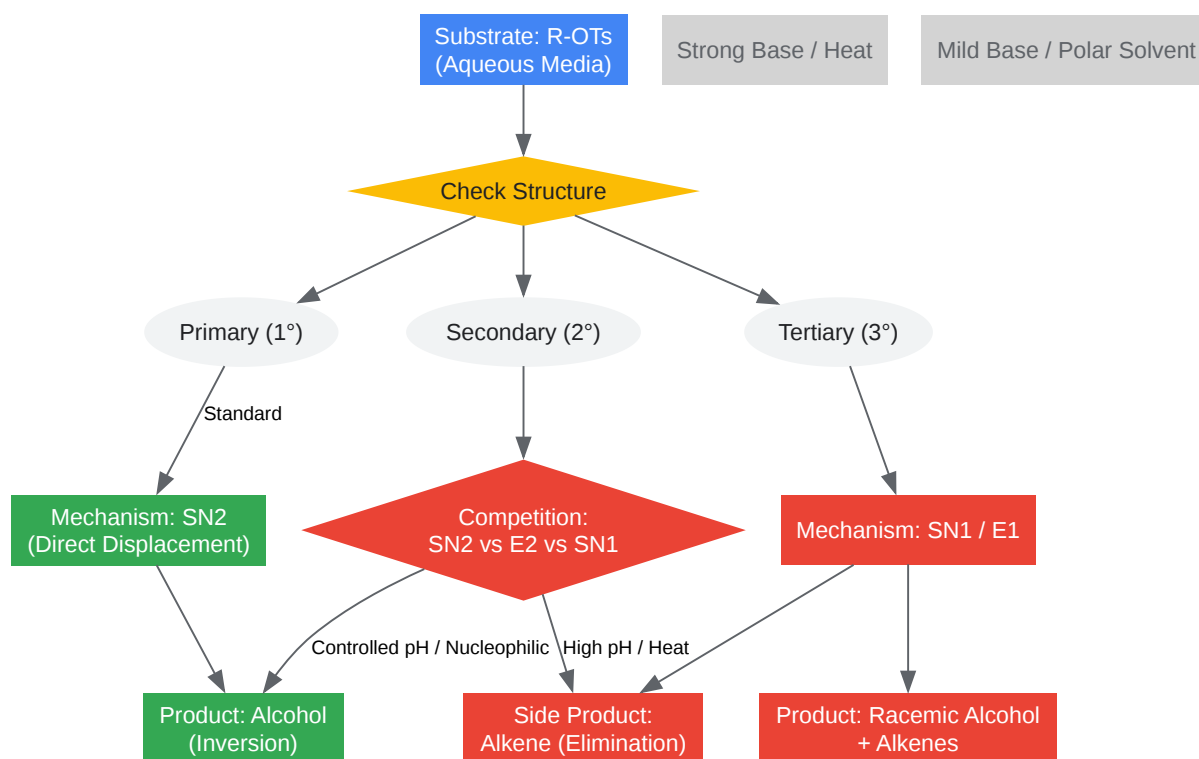 Substrate: R-OTs
(Aqueous Media)
Strong Base / Heat
Mild Base / Polar Solvent
Check Structure
Primary (1°)
Secondary (2°)
Tertiary (3°)
Standard
Mechanism: SN2
(Direct Displacement)
Competition:
SN2 vs E2 vs SN1
Mechanism: SN1 / E1
Controlled pH / Nucleophilic
High pH / Heat
Product: Alcohol
(Inversion)
Side Product:
Alkene (Elimination)
Product: Racemic Alcohol
+ Alkenes